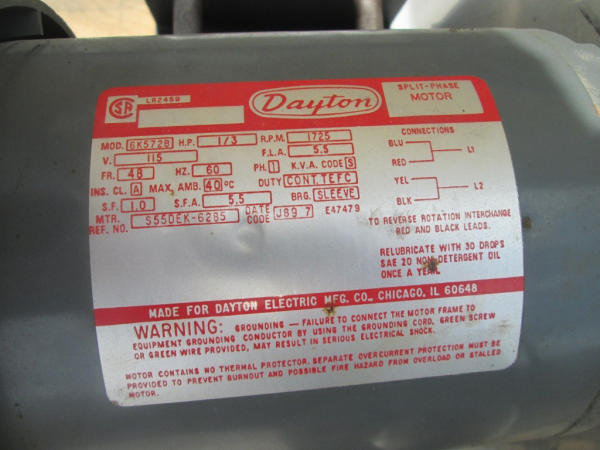 SA LR2459
Dayton
SPLIT-PHASE
MOTOR
MOD. 6K572B H.P. 1/3 R.P.M. 1725
V. 115 F.L.A. 5.5
FR. 48 HZ. 60 PH. 1 K.V.A. CODE S
INS. CL. A MAX. AMB. 40 °C DUTY CONT. TEFC
S.F. 1.0 S.F.A. 5.5 BRG. SLEEVE
MTR. REF. NO. S55DEK-6285 DATE CODE J89 7 E47479
CONNECTIONS
BLU
RED
L1
YEL
BLK
L2
TO REVERSE ROTATION INTERCHANGE
RED AND BLACK LEADS.
RELUBRICATE WITH 30 DROPS
SAE 20 NON-DETERGENT OIL
ONCE A YEAR.
MADE FOR DAYTON ELECTRIC MFG. CO., CHICAGO, IL 60648
WARNING: GROUNDING — FAILURE TO CONNECT THE MOTOR FRAME TO
EQUIPMENT GROUNDING CONDUCTOR BY USING THE GROUNDING CORD, GREEN SCREW
OR GREEN WIRE PROVIDED, MAY RESULT IN SERIOUS ELECTRICAL SHOCK.
MOTOR CONTAINS NO THERMAL PROTECTOR. SEPARATE OVERCURRENT PROTECTION MUST BE
PROVIDED TO PREVENT BURNOUT AND POSSIBLE FIRE HAZARD FROM OVERLOAD OR STALLED
MOTOR.